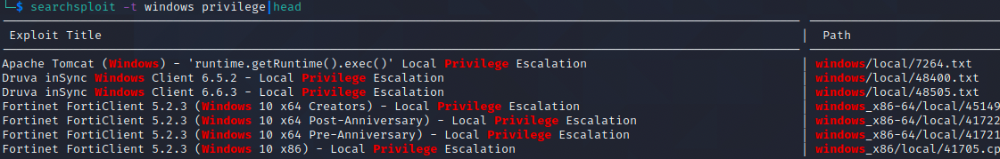 └─$ searchsploit -t windows privilege|head
Exploit Title | Path
Apache Tomcat (Windows) - 'runtime.getRuntime().exec()' Local Privilege Escalation | windows/local/7264.txt
Druva inSync Windows Client 6.5.2 - Local Privilege Escalation | windows/local/48400.txt
Druva inSync Windows Client 6.6.3 - Local Privilege Escalation | windows/local/48505.txt
Fortinet FortiClient 5.2.3 (Windows 10 x64 Creators) - Local Privilege Escalation | windows_x86-64/local/45149
Fortinet FortiClient 5.2.3 (Windows 10 x64 Post-Anniversary) - Local Privilege Escalation | windows_x86-64/local/41722
Fortinet FortiClient 5.2.3 (Windows 10 x64 Pre-Anniversary) - Local Privilege Escalation | windows_x86-64/local/41721
Fortinet FortiClient 5.2.3 (Windows 10 x86) - Local Privilege Escalation | windows_x86/local/41705.cp